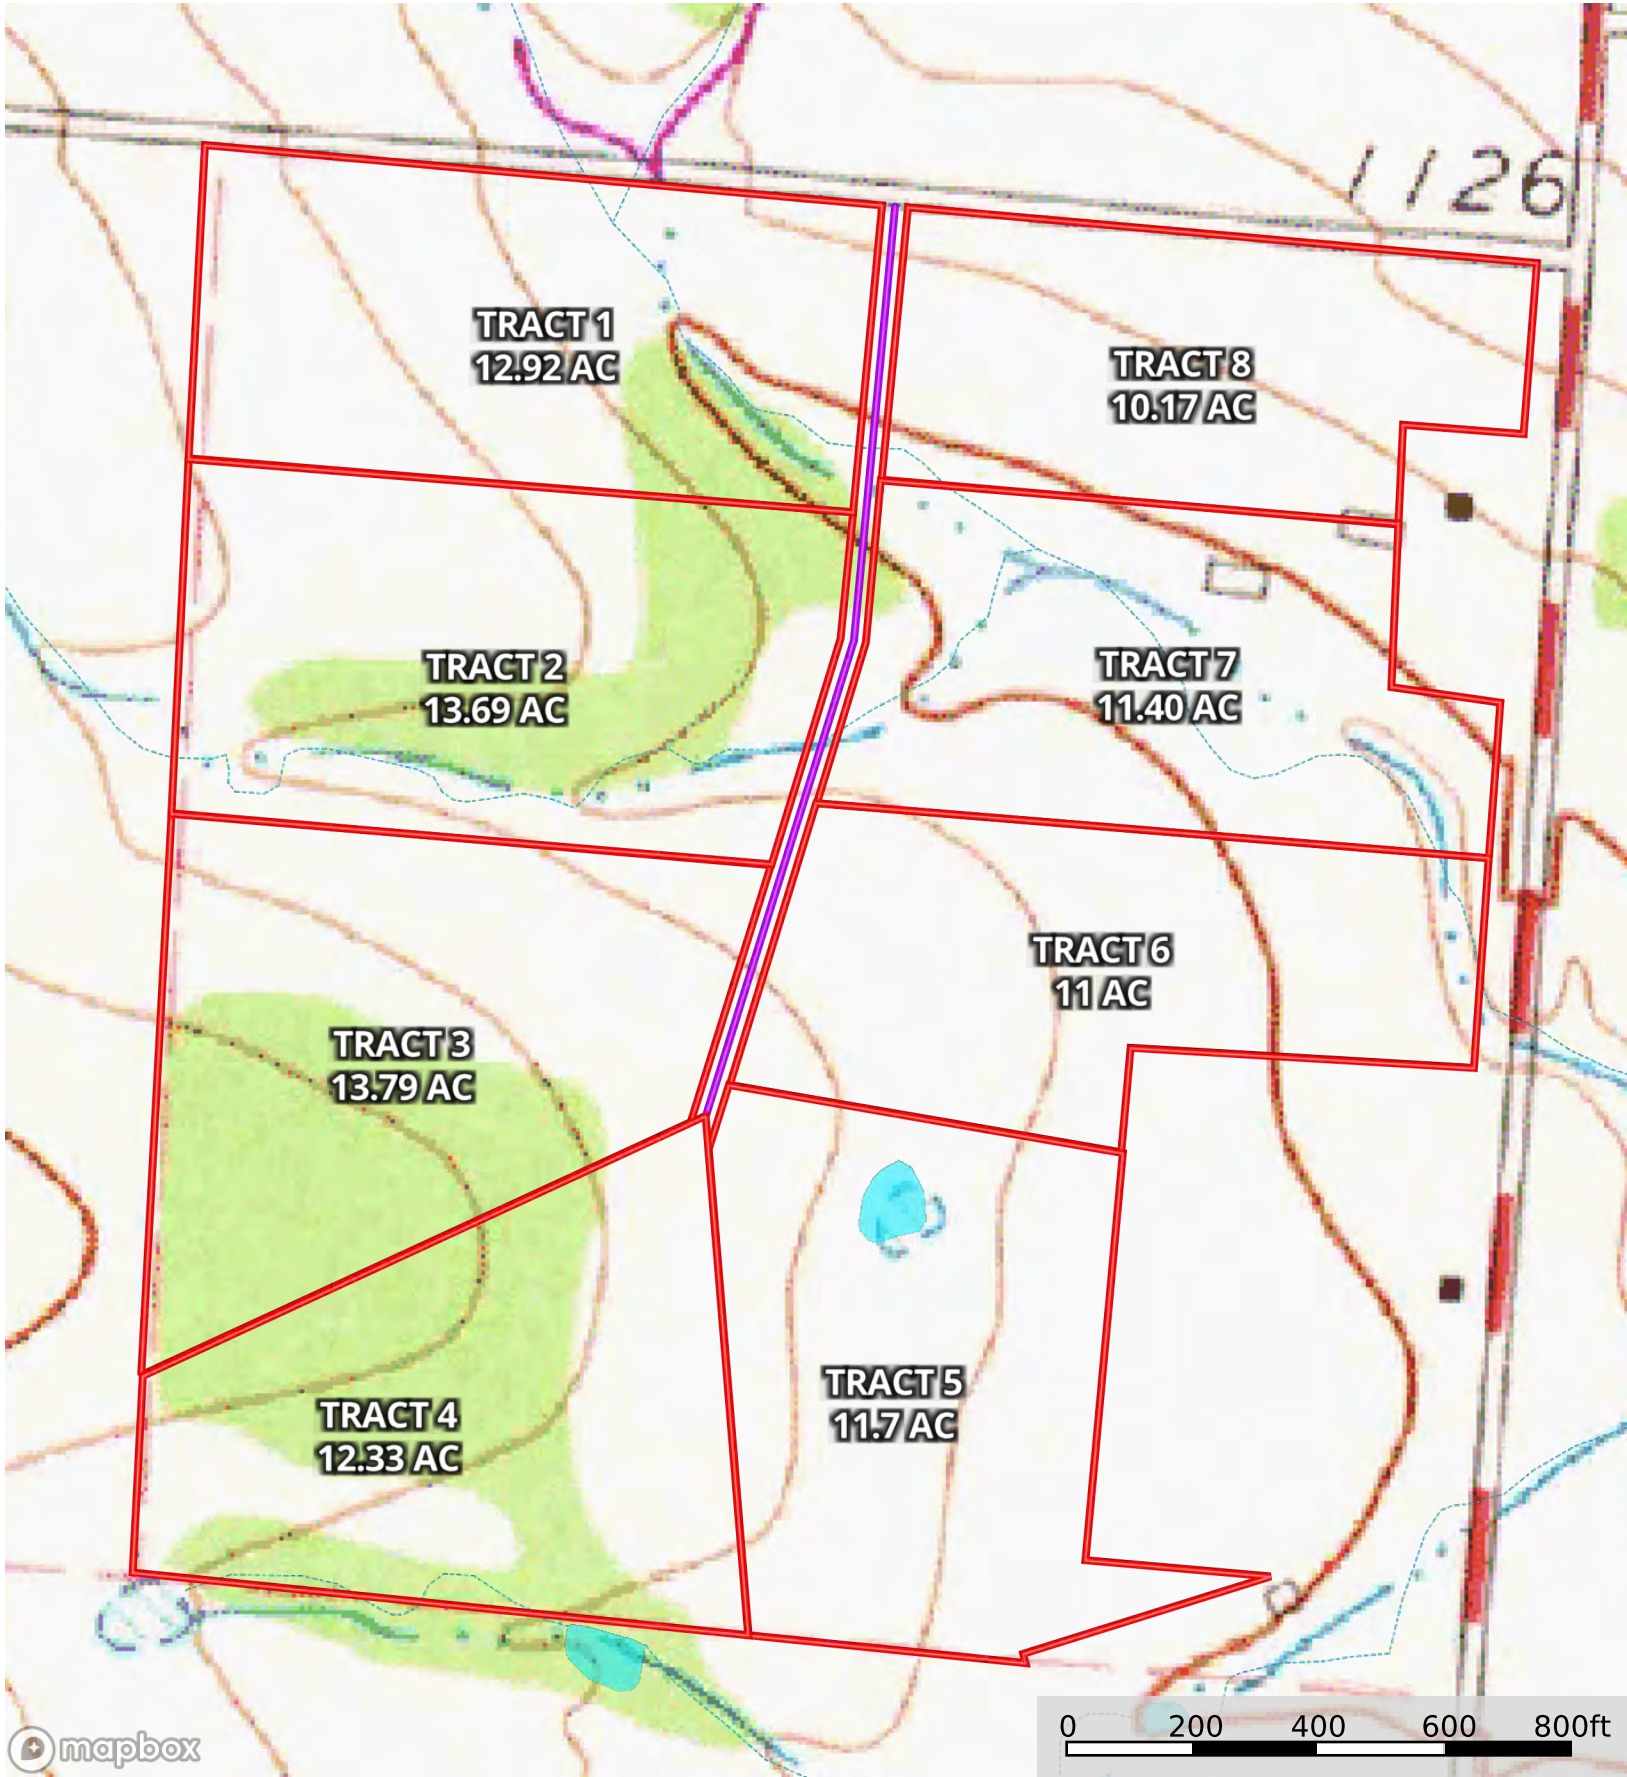 1126
TRACT 1
12.92 AC
TRACT 8
10.17 AC
TRACT 2
13.69 AC
TRACT 7
11.40 AC
TRACT 6
11 AC
TRACT 3
13.79 AC
TRACT 5
11.7 AC
TRACT 4
12.33 AC
0 200 400 600 800ft
mapbox